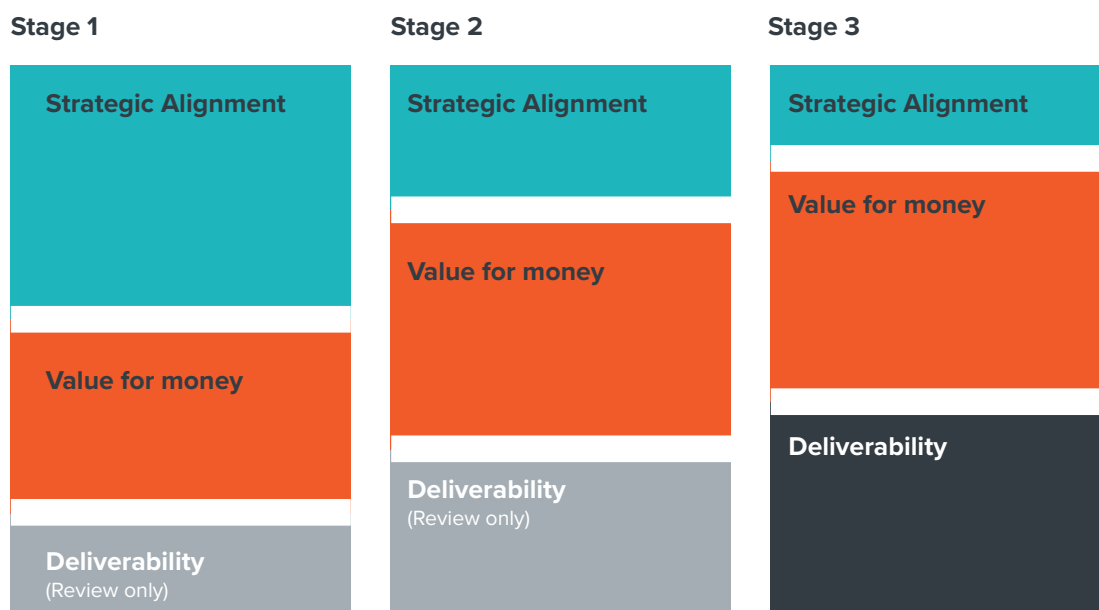 Stage 1
Strategic Alignment
Value for money
Deliverability
(Review only)
Stage 2
Strategic Alignment
Value for money
Deliverability
(Review only)
Stage 3
Strategic Alignment
Value for money
Deliverability